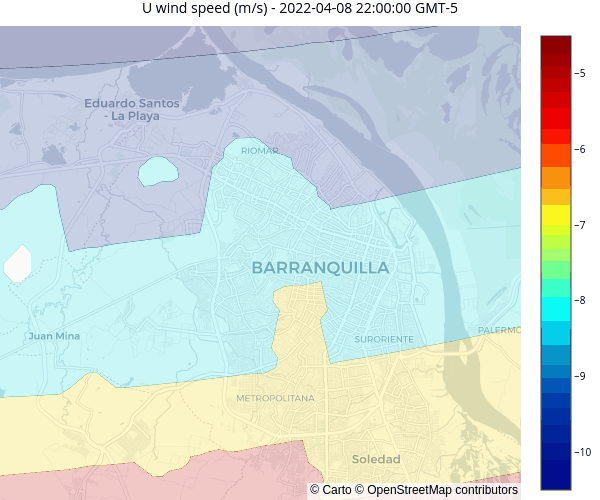 U wind speed (m/s) - 2022-04-08 22:00:00 GMT-5
Eduardo Santos
- La Playa
RIOMAR
BARRANQUILLA
Juan Mina
SURORIENTE
PALERMO
METROPOLITANA
Soledad
© Carto © OpenStreetMap contributors
−5
−6
−7
−8
−9
−10